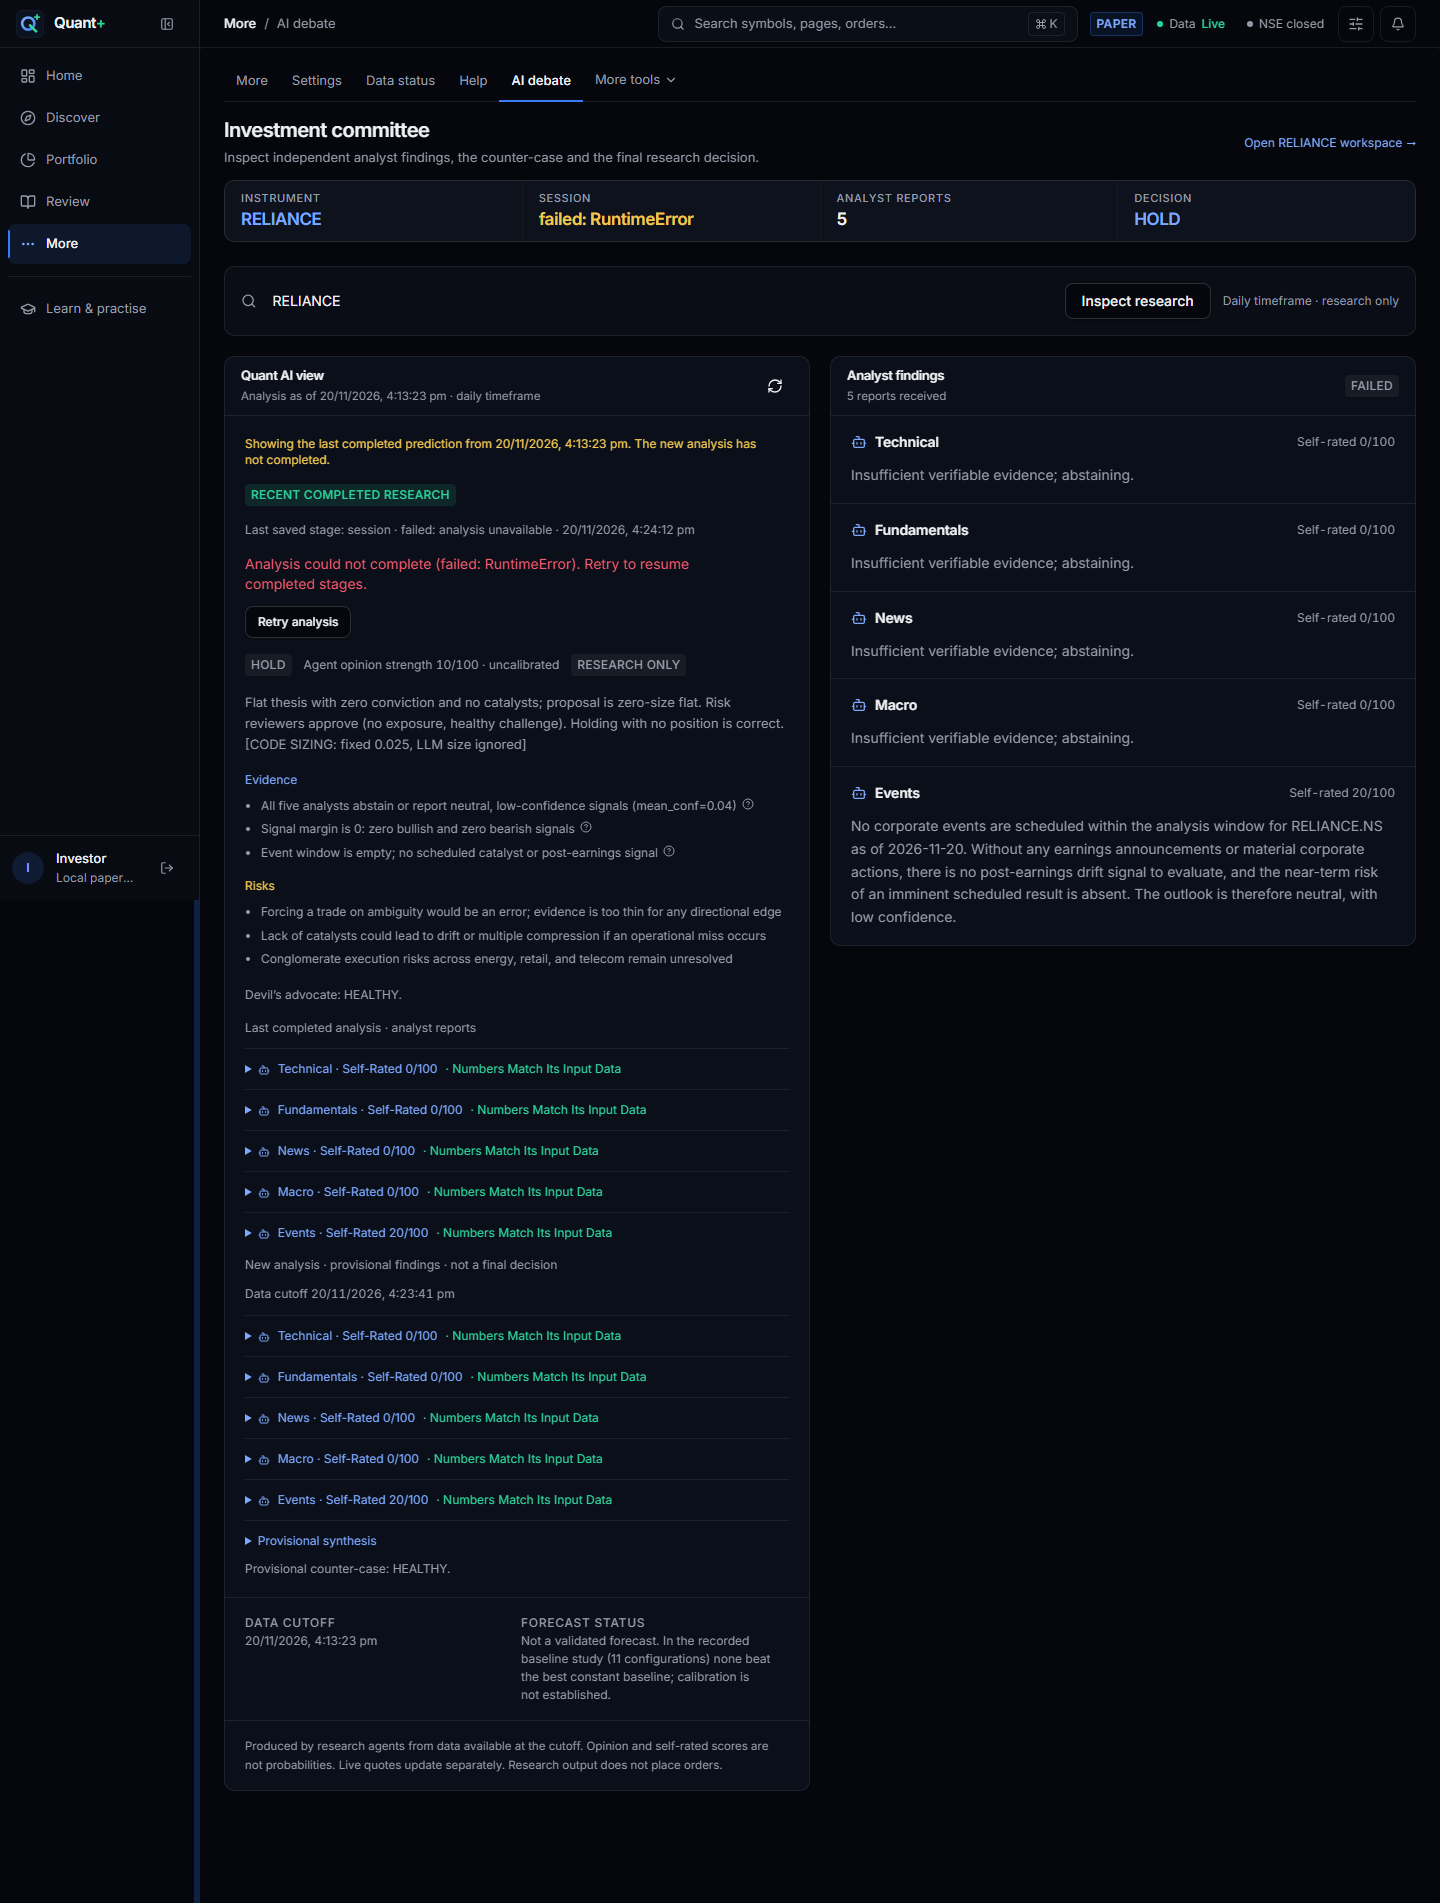 Quant+
Home
Discover
Portfolio
Review
More
Learn & practise
Investor
Local paper...
I
More / AI debate
Search symbols, pages, orders...
⌘ K
PAPER
Data Live
NSE closed
More
Settings
Data status
Help
AI debate
More tools
Investment committee
Inspect independent analyst findings, the counter-case and the final research decision.
Open RELIANCE workspace →
INSTRUMENT
RELIANCE
SESSION
failed: RuntimeError
ANALYST REPORTS
5
DECISION
HOLD
RELIANCE
Inspect research
Daily timeframe · research only
Quant AI view
Analysis as of 20/11/2026, 4:13:23 pm · daily timeframe
Showing the last completed prediction from 20/11/2026, 4:13:23 pm. The new analysis has
not completed.
RECENT COMPLETED RESEARCH
Last saved stage: session · failed: analysis unavailable · 20/11/2026, 4:24:12 pm
Analysis could not complete (failed: RuntimeError). Retry to resume
completed stages.
Retry analysis
HOLD
Agent opinion strength 10/100 · uncalibrated
RESEARCH ONLY
Flat thesis with zero conviction and no catalysts; proposal is zero-size flat. Risk
reviewers approve (no exposure, healthy challenge). Holding with no position is correct.
[CODE SIZING: fixed 0.025, LLM size ignored]
Evidence
• All five analysts abstain or report neutral, low-confidence signals (mean_conf=0.04)
• Signal margin is 0: zero bullish and zero bearish signals
• Event window is empty; no scheduled catalyst or post-earnings signal
Risks
• Forcing a trade on ambiguity would be an error; evidence is too thin for any directional edge
• Lack of catalysts could lead to drift or multiple compression if an operational miss occurs
• Conglomerate execution risks across energy, retail, and telecom remain unresolved
Devil's advocate: HEALTHY.
Last completed analysis · analyst reports
Technical · Self-Rated 0/100 · Numbers Match Its Input Data
Fundamentals · Self-Rated 0/100 · Numbers Match Its Input Data
News · Self-Rated 0/100 · Numbers Match Its Input Data
Macro · Self-Rated 0/100 · Numbers Match Its Input Data
Events · Self-Rated 20/100 · Numbers Match Its Input Data
New analysis · provisional findings · not a final decision
Data cutoff 20/11/2026, 4:23:41 pm
Technical · Self-Rated 0/100 · Numbers Match Its Input Data
Fundamentals · Self-Rated 0/100 · Numbers Match Its Input Data
News · Self-Rated 0/100 · Numbers Match Its Input Data
Macro · Self-Rated 0/100 · Numbers Match Its Input Data
Events · Self-Rated 20/100 · Numbers Match Its Input Data
Provisional synthesis
Provisional counter-case: HEALTHY.
DATA CUTOFF
20/11/2026, 4:13:23 pm
FORECAST STATUS
Not a validated forecast. In the recorded
baseline study (11 configurations) none beat
the best constant baseline; calibration is
not established.
Produced by research agents from data available at the cutoff. Opinion and self-rated scores are
not probabilities. Live quotes update separately. Research output does not place orders.
Analyst findings
5 reports received
FAILED
Technical
Self-rated 0/100
Insufficient verifiable evidence; abstaining.
Fundamentals
Self-rated 0/100
Insufficient verifiable evidence; abstaining.
News
Self-rated 0/100
Insufficient verifiable evidence; abstaining.
Macro
Self-rated 0/100
Insufficient verifiable evidence; abstaining.
Events
Self-rated 20/100
No corporate events are scheduled within the analysis window for RELIANCE.NS
as of 2026-11-20. Without any earnings announcements or material corporate
actions, there is no post-earnings drift signal to evaluate, and the near-term risk
of an imminent scheduled result is absent. The outlook is therefore neutral, with
low confidence.